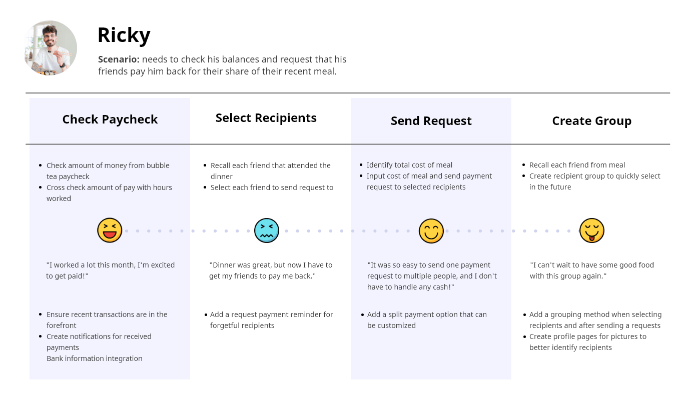 Ricky
Scenario: needs to check his balances and request that his
friends pay him back for their share of their recent meal.
Check Paycheck
Select Recipients
Send Request
Create Group
Check amount of money from bubble
tea paycheck
Cross check amount of pay with hours
worked
Recall each friend that attended the
dinner
Select each friend to send request to
Identify total cost of meal
Input cost of meal and send payment
request to selected recipients
Recall each friend from meal
Create recipient group to quickly select
in the future
"I worked a lot this month, I'm excited
to get paid!"
"Dinner was great, but now I have to
get my friends to pay me back."
"It was so easy to send one payment
request to multiple people, and I don't
have to handle any cash!"
"I can't wait to have some good food
with this group again."
Ensure recent transactions are in the
forefront
Create notifications for received
payments
Bank information integration
Add a request payment reminder for
forgetful recipients
Add a split payment option that can
be customized
Add a grouping method when selecting
recipients and after sending a requests
Create profile pages for pictures to
better identify recipients